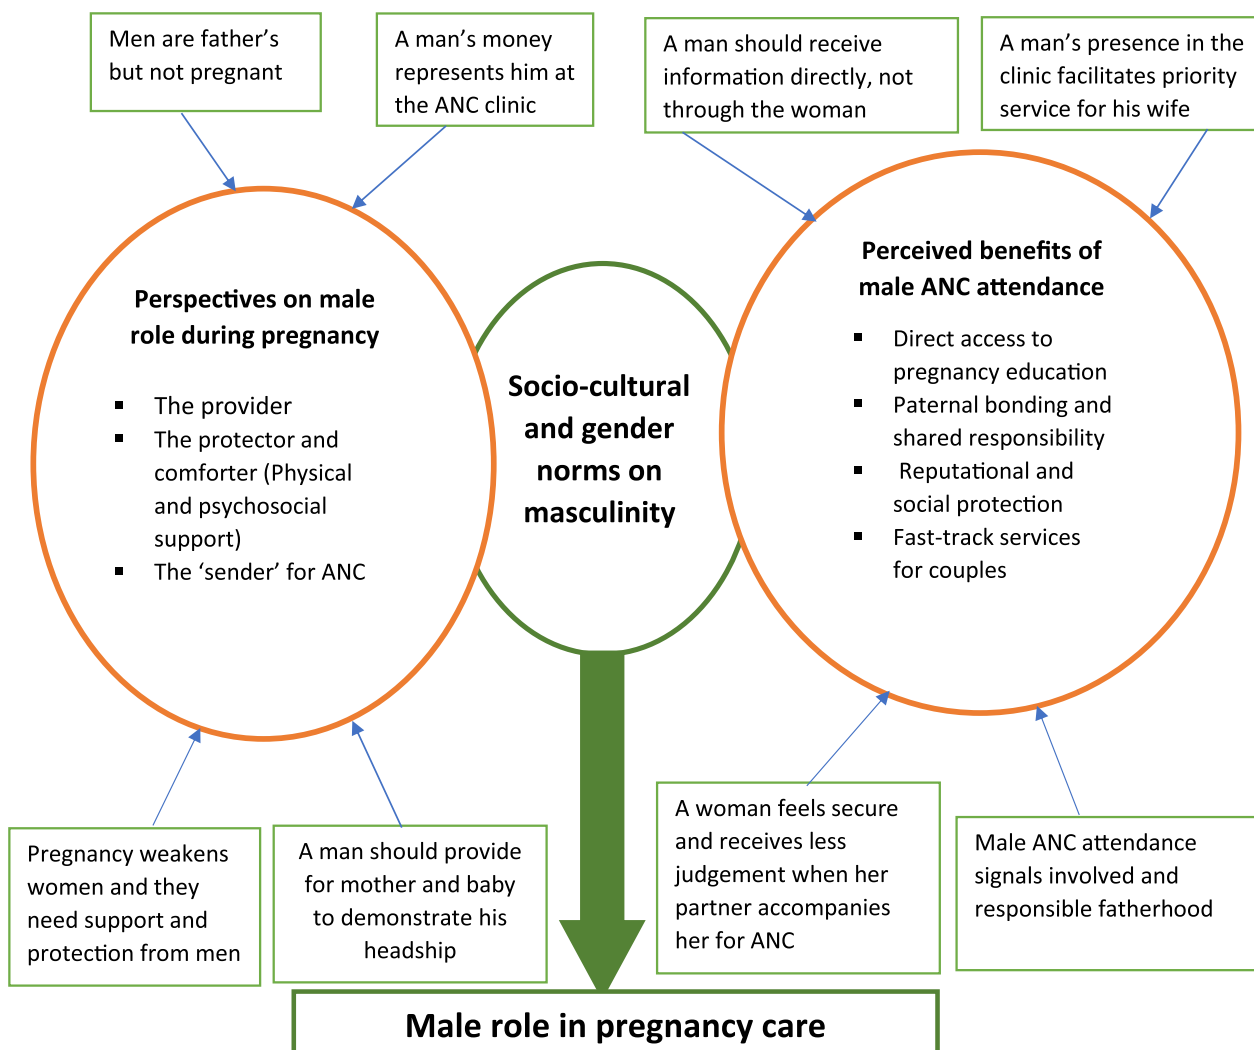 Men are father’s
but not pregnant
A man’s money
represents him at
the ANC clinic
A man should receive
information directly, not
through the woman
A man’s presence in the
clinic facilitates priority
service for his wife
Perspectives on male
role during pregnancy
▪ The provider
▪ The protector and
comforter (Physical
and psychosocial
support)
▪ The ‘sender’ for ANC
Socio-cultural
and gender
norms on
masculinity
Perceived benefits of
male ANC attendance
▪ Direct access to
pregnancy education
▪ Paternal bonding and
shared responsibility
▪ Reputational and
social protection
▪ Fast-track services
for couples
Pregnancy weakens
women and they
need support and
protection from men
A man should provide
for mother and baby
to demonstrate his
headship
A woman feels secure
and receives less
judgement when her
partner accompanies
her for ANC
Male ANC attendance
signals involved and
responsible fatherhood
Male role in pregnancy care